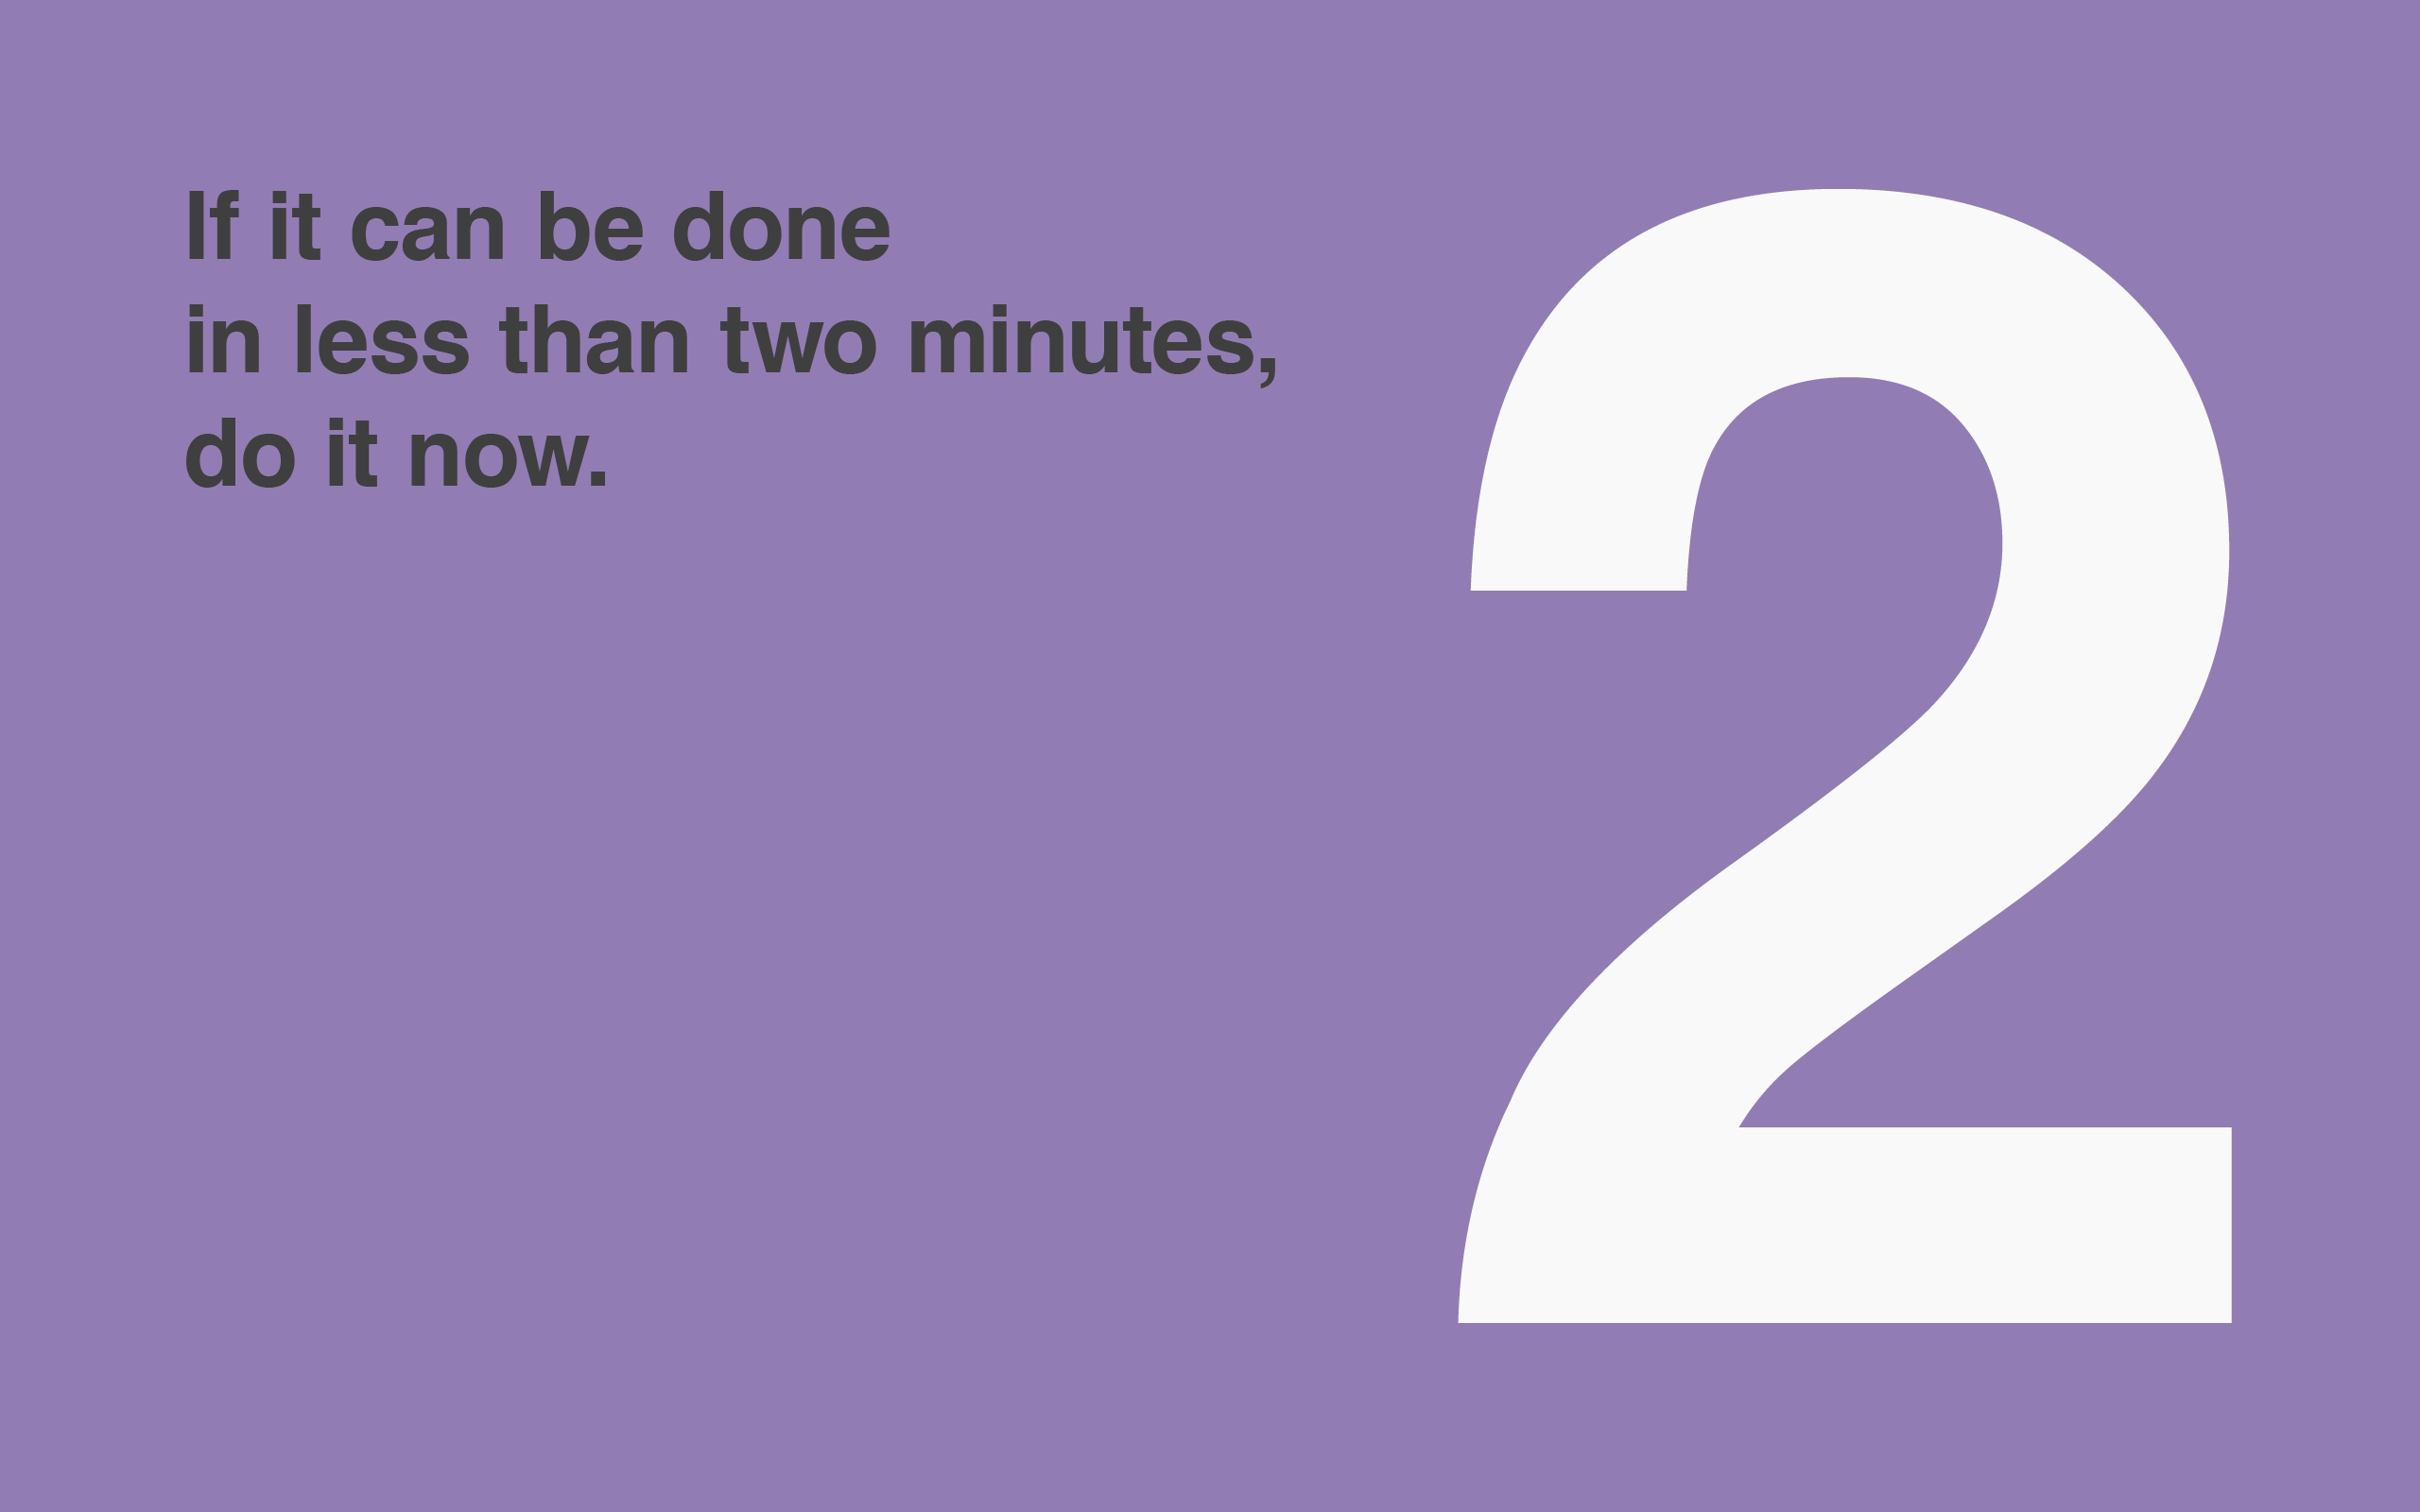 If it can be done
in less than two minutes,
do it now.
2